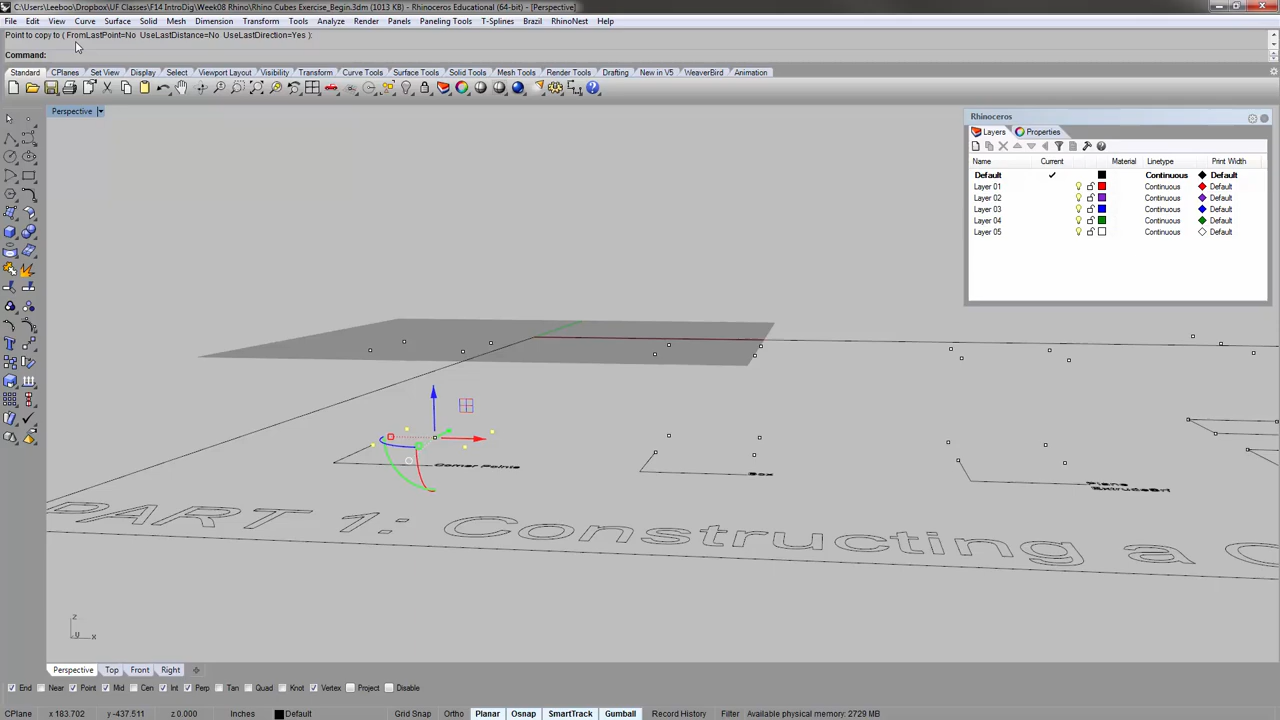 C:\Users\Leeboo\Dropbox\UF Classes\F14 IntroDig\Week08 Rhino\Rhino Cubes Exercise_Begin.3dm (1013 KB) - Rhinoceros Educational (64-bit) - [Perspective]
File Edit View Curve Surface Solid Mesh Dimension Transform Tools Analyze Render Panels Paneling Tools T-Splines Brazil RhinoNest Help
Point to copy to ( FromLastPoint=No UseLastDistance=No UseLastDirection=Yes ):
Command:
Standard CPlanes Set View Display Select Viewport Layout Visibility Transform Curve Tools Surface Tools Solid Tools Mesh Tools Render Tools Drafting New in V5 WeaverBird Animation
Perspective
Rhinoceros
Layers Properties
Name Current Material Linetype Print Width
Default Continuous Default
Layer 01 Continuous Default
Layer 02 Continuous Default
Layer 03 Continuous Default
Layer 04 Continuous Default
Layer 05 Continuous Default
Corner Points
Box
Plane
ExtrudeSrf
PART 1: Constructing a C
z
u x
Perspective Top Front Right
End Near Point Mid Cen Int Perp Tan Quad Knot Vertex Project Disable
CPlane x 183.702 y -437.511 z 0.000 Inches Default Grid Snap Ortho Planar Osnap SmartTrack Gumball Record History Filter Available physical memory: 2729 MB